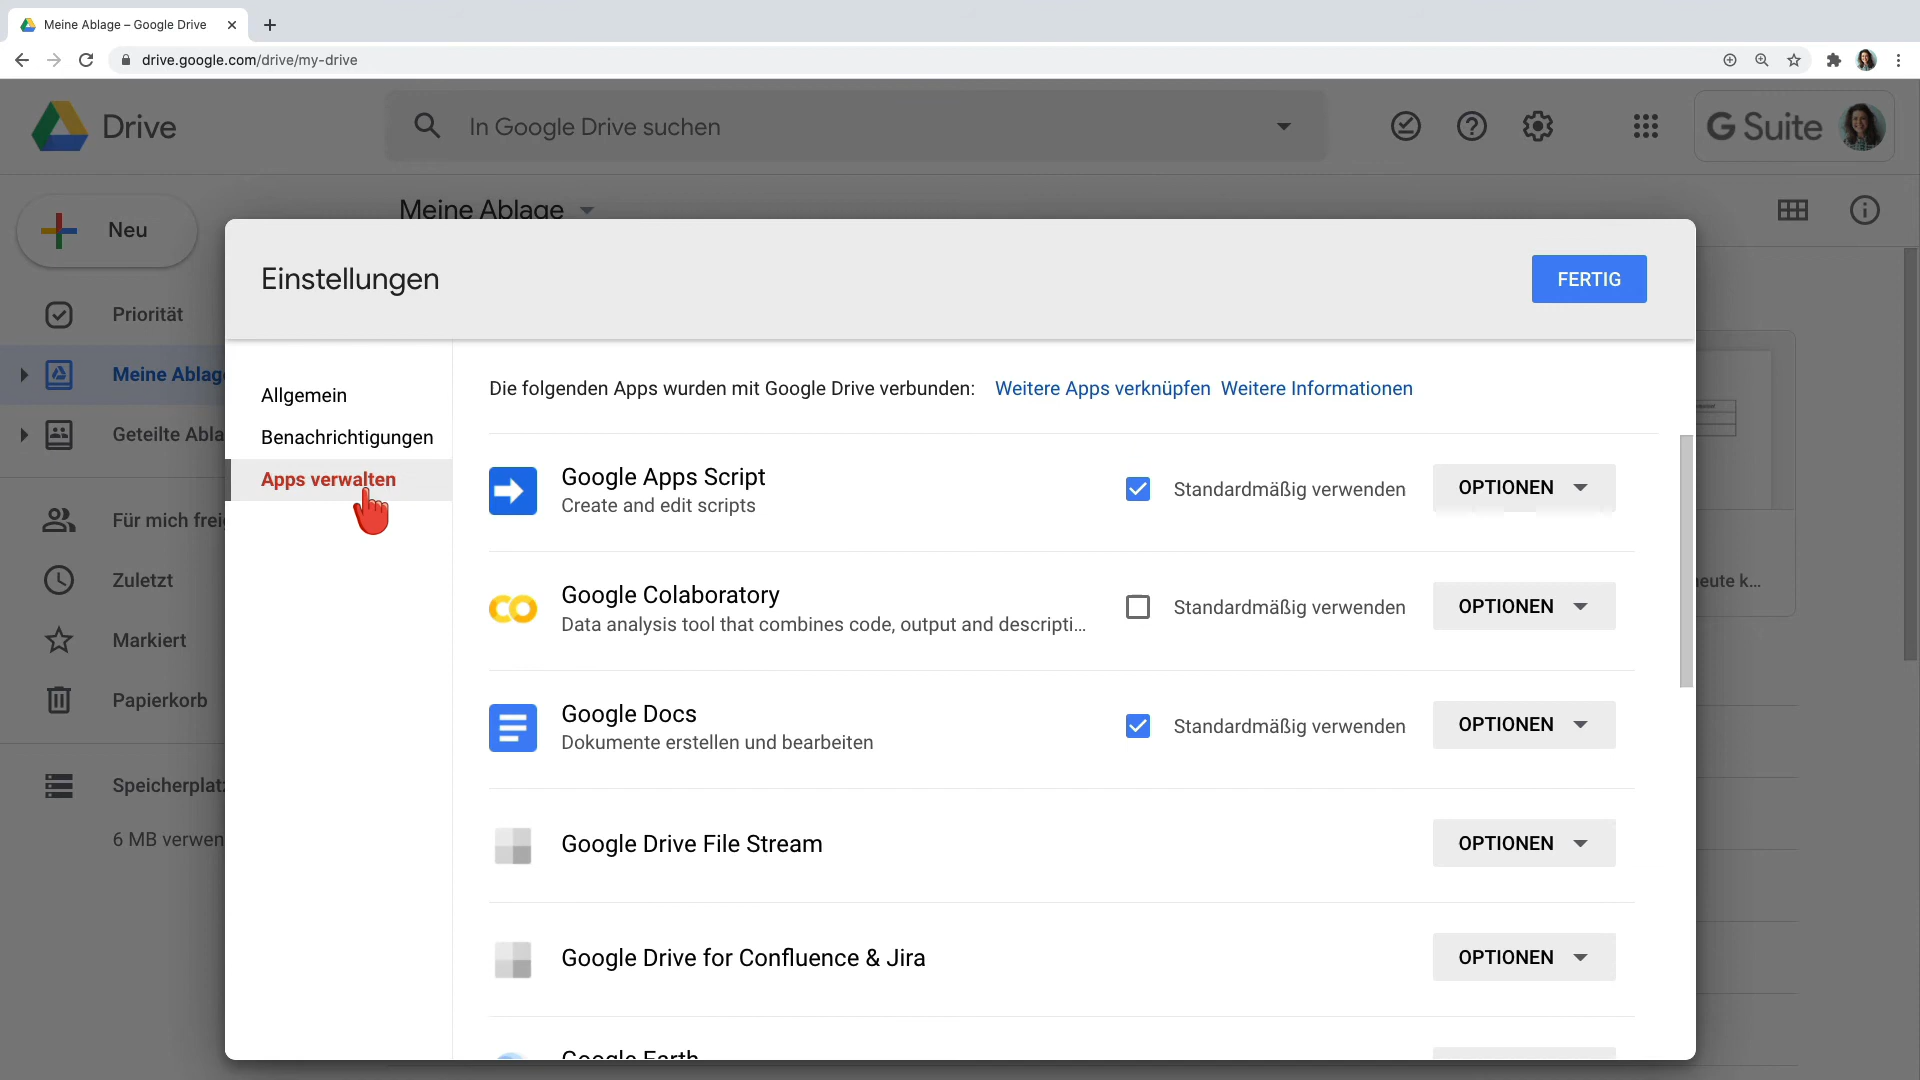 Meine Ablage – Google Drive
drive.google.com/drive/my-drive
Drive
In Google Drive suchen
G Suite
Neu
Meine Ablage
Einstellungen
FERTIG
Priorität
Meine Ablage
Geteilte Abla
Für mich frei
Zuletzt
Markiert
Papierkorb
Speicherplatz
6 MB verwen
Allgemein
Benachrichtigungen
Apps verwalten
Die folgenden Apps wurden mit Google Drive verbunden: Weitere Apps verknüpfen Weitere Informationen
Google Apps Script
Create and edit scripts
Standardmäßig verwenden
OPTIONEN
Google Colaboratory
Data analysis tool that combines code, output and descripti...
Standardmäßig verwenden
OPTIONEN
Google Docs
Dokumente erstellen und bearbeiten
Standardmäßig verwenden
OPTIONEN
Google Drive File Stream
OPTIONEN
Google Drive for Confluence & Jira
OPTIONEN
Google Earth
heute k...